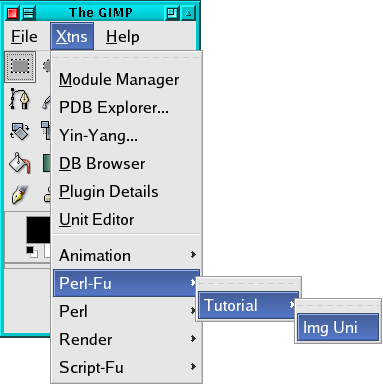 The GIMP
File Xtns Help
Module Manager
PDB Explorer...
Yin-Yang...
DB Browser
Plugin Details
Unit Editor
Animation
Perl-Fu
Tutorial
Img Uni
Perl
Render
Script-Fu